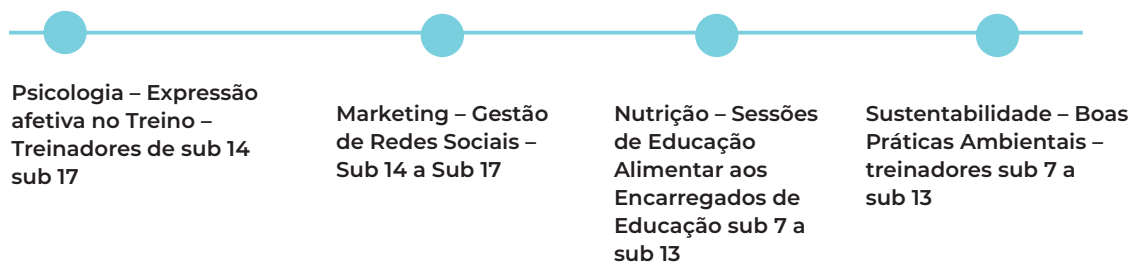 Psicologia – Expressão
afetiva no Treino –
Treinadores de sub 14
sub 17
Marketing – Gestão
de Redes Sociais –
Sub 14 a Sub 17
Nutrição – Sessões
de Educação
Alimentar aos
Encarregados de
Educação sub 7 a
sub 13
Sustentabilidade – Boas
Práticas Ambientais –
treinadores sub 7 a
sub 13